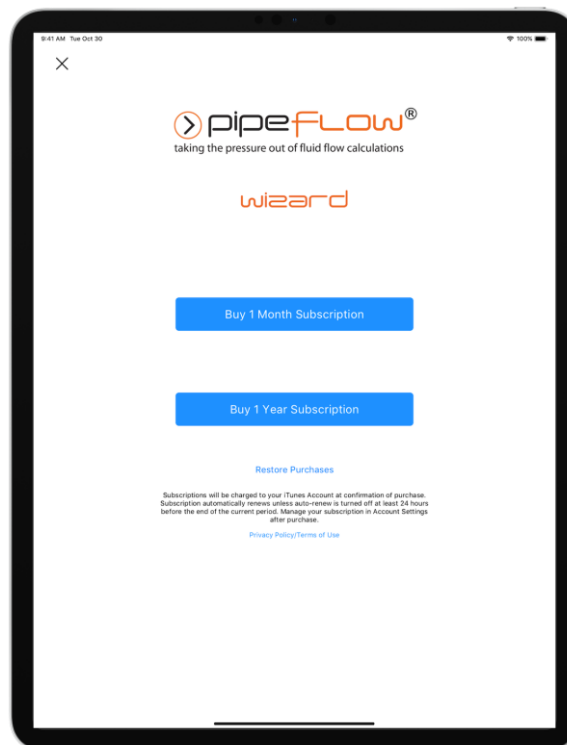 9:41 AM Tue Oct 30
100%
pipeFLOW®
taking the pressure out of fluid flow calculations
wizard
Buy 1 Month Subscription
Buy 1 Year Subscription
Restore Purchases
Subscriptions will be charged to your iTunes Account at confirmation of purchase.
Subscription automatically renews unless auto-renew is turned off at least 24 hours
before the end of the current period. Manage your subscription in Account Settings
after purchase.
Privacy Policy/Terms of Use